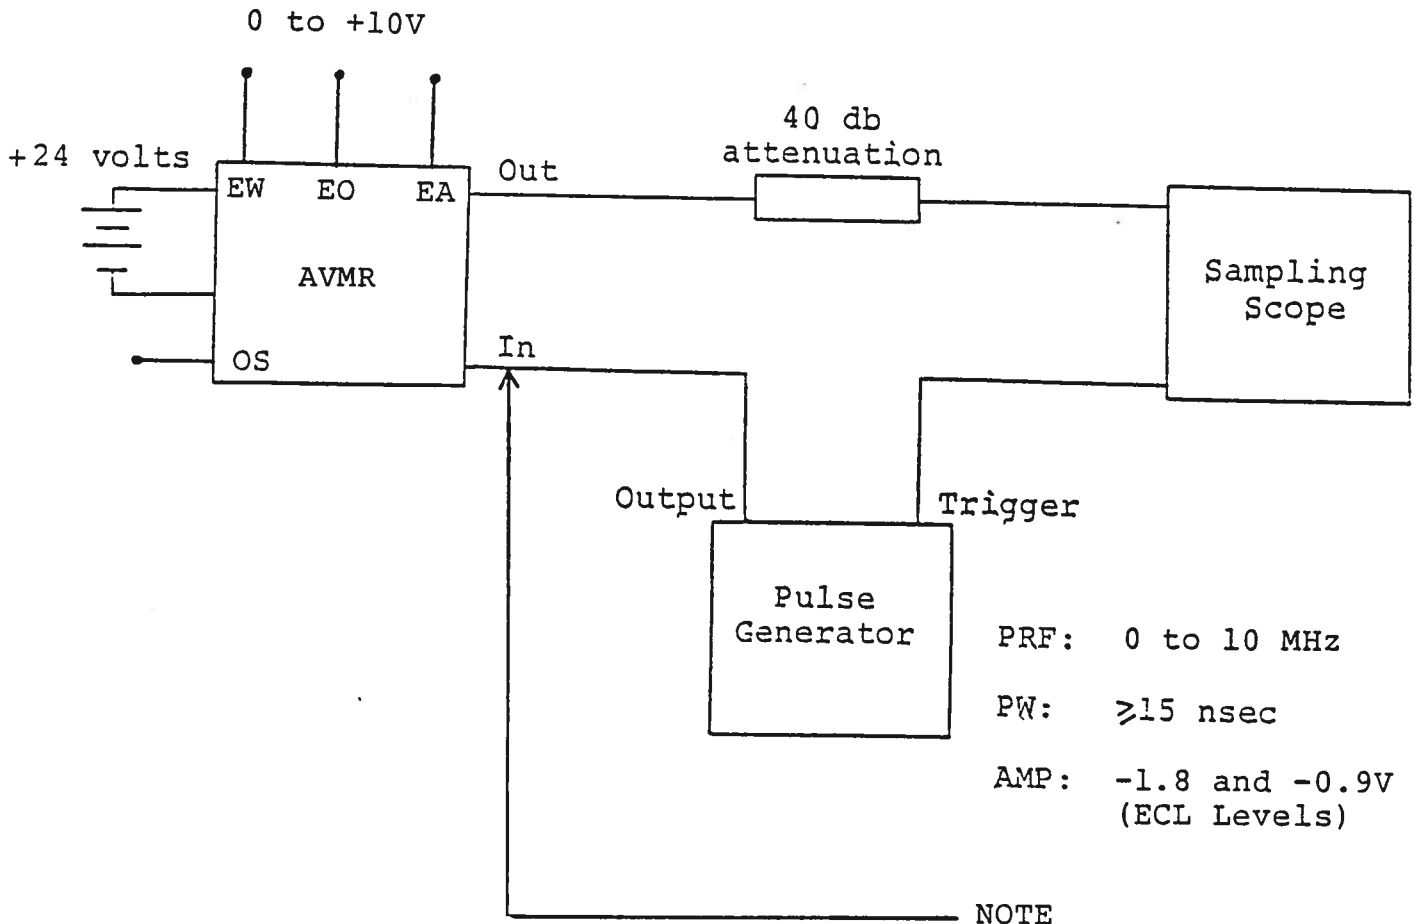 0 to +10V
+24 volts
EW
EO
EA
Out
40 db
attenuation
AVMR
Sampling
Scope
OS
In
Output
Trigger
Pulse
Generator
PRF: 0 to 10 MHz
PW: ⩾15 nsec
AMP: -1.8 and -0.9V
(ECL Levels)
NOTE